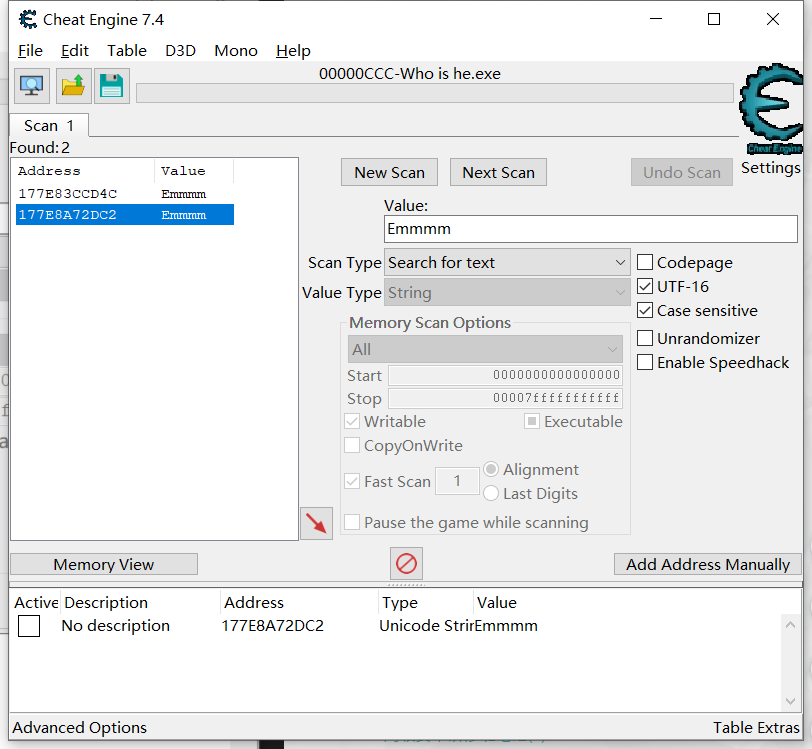 Cheat Engine 7.4
File Edit Table D3D Mono Help
00000CCC-Who is he.exe
Scan 1
Found:2
Address Value
177E83CCD4C Emmmm
177E8A72DC2 Emmmm
New Scan Next Scan Undo Scan
Cheat Engine
Settings
Value:
Emmmm
Scan Type Search for text
Value Type String
Codepage
UTF-16
Case sensitive
Unrandomizer
Enable Speedhack
Memory Scan Options
All
Start 0000000000000000
Stop 00007fffffffffff
Writable Executable
CopyOnWrite
Fast Scan 1 Alignment
Last Digits
Pause the game while scanning
Memory View Add Address Manually
Active Description Address Type Value
No description 177E8A72DC2 Unicode Strin Emmmm
Advanced Options Table Extras